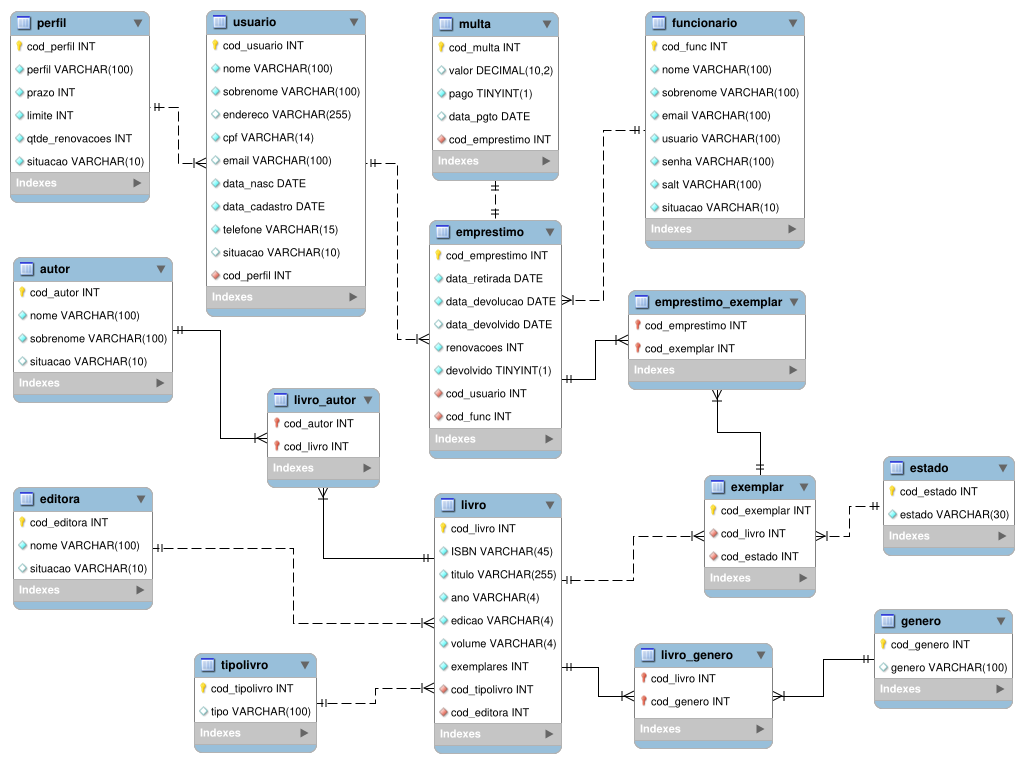 perfil
cod_perfil INT
perfil VARCHAR(100)
prazo INT
limite INT
qtde_renovacoes INT
situacao VARCHAR(10)
Indexes
usuario
cod_usuario INT
nome VARCHAR(100)
sobrenome VARCHAR(100)
endereco VARCHAR(255)
cpf VARCHAR(14)
email VARCHAR(100)
data_nasc DATE
data_cadastro DATE
telefone VARCHAR(15)
situacao VARCHAR(10)
cod_perfil INT
Indexes
multa
cod_multa INT
valor DECIMAL(10,2)
pago TINYINT(1)
data_pgto DATE
cod_emprestimo INT
Indexes
funcionario
cod_func INT
nome VARCHAR(100)
sobrenome VARCHAR(100)
email VARCHAR(100)
usuario VARCHAR(100)
senha VARCHAR(100)
salt VARCHAR(100)
situacao VARCHAR(10)
Indexes
autor
cod_autor INT
nome VARCHAR(100)
sobrenome VARCHAR(100)
situacao VARCHAR(10)
Indexes
emprestimo
cod_emprestimo INT
data_retirada DATE
data_devolucao DATE
data_devolvido DATE
renovacoes INT
devolvido TINYINT(1)
cod_usuario INT
cod_func INT
Indexes
emprestimo_exemplar
cod_emprestimo INT
cod_exemplar INT
Indexes
livro_autor
cod_autor INT
cod_livro INT
Indexes
editora
cod_editora INT
nome VARCHAR(100)
situacao VARCHAR(10)
Indexes
livro
cod_livro INT
ISBN VARCHAR(45)
titulo VARCHAR(255)
ano VARCHAR(4)
edicao VARCHAR(4)
volume VARCHAR(4)
exemplares INT
cod_tipolivro INT
cod_editora INT
Indexes
exemplar
cod_exemplar INT
cod_livro INT
cod_estado INT
Indexes
estado
cod_estado INT
estado VARCHAR(30)
Indexes
tipolivro
cod_tipolivro INT
tipo VARCHAR(100)
Indexes
livro_genero
cod_livro INT
cod_genero INT
Indexes
genero
cod_genero INT
genero VARCHAR(100)
Indexes